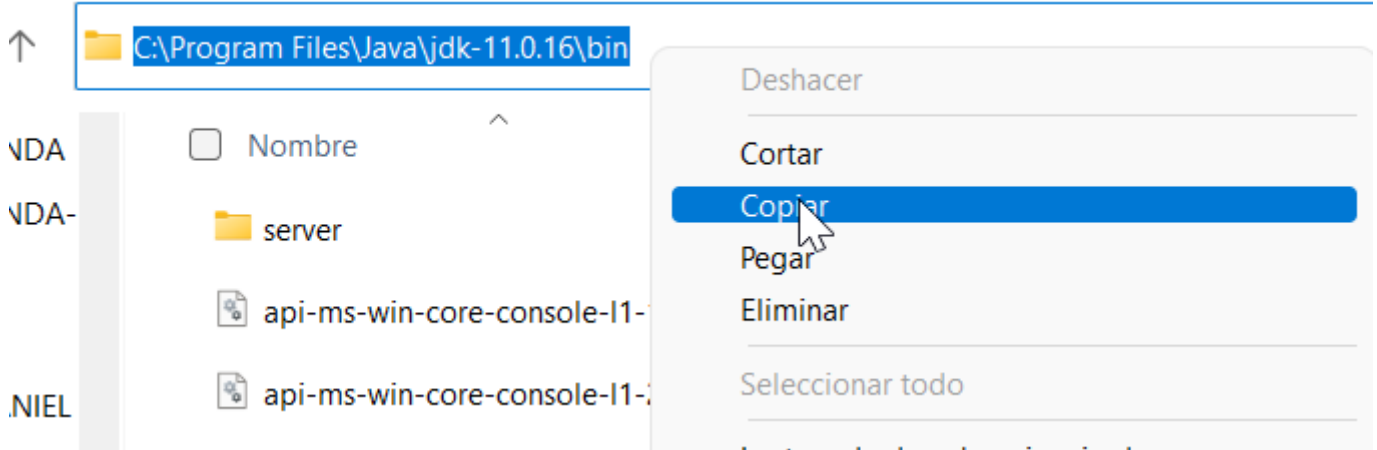 C:\Program Files\Java\jdk-11.0.16\bin
Deshacer
NDA
Nombre
Cortar
NDA-
server
Copiar
Pegar
api-ms-win-core-console-l1-
Eliminar
Seleccionar todo
NIEL
api-ms-win-core-console-l1-2